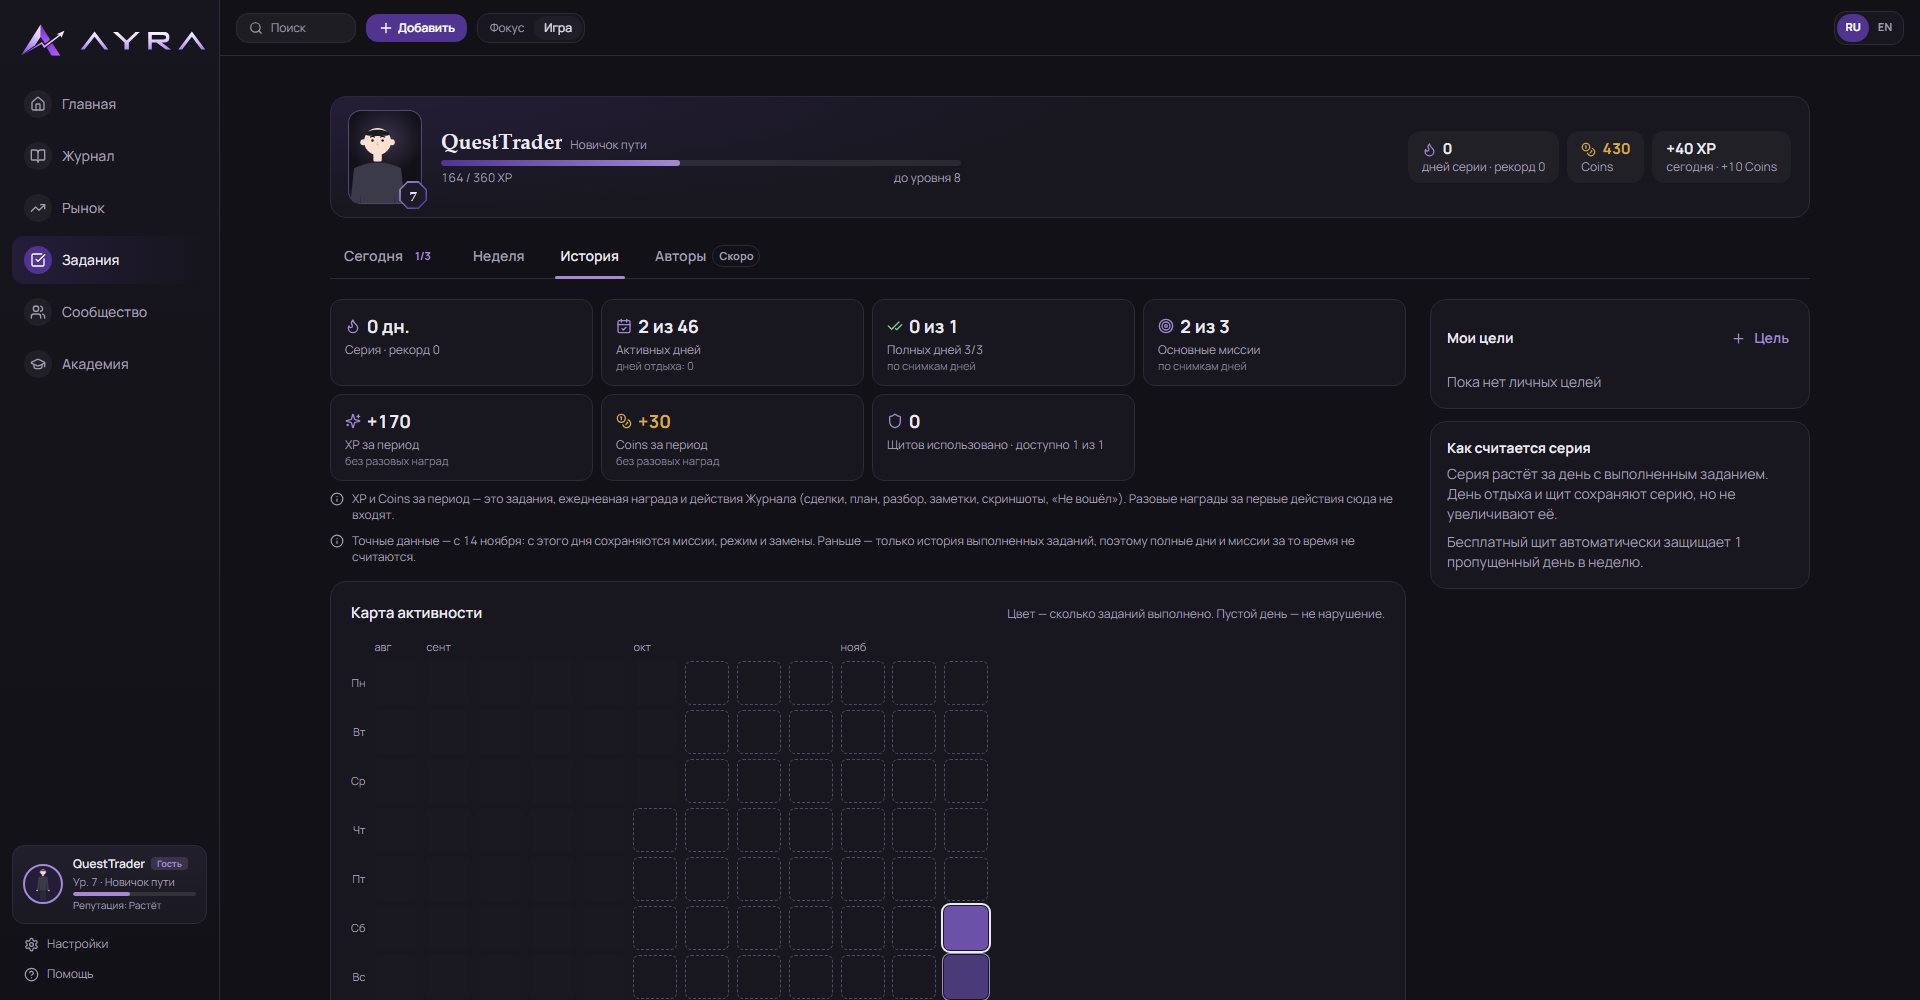 AYRA
Поиск
Добавить
Фокус
Игра
RU
EN
Главная
Журнал
Рынок
Задания
Сообщество
Академия
QuestTrader Новичок пути
164 / 360 XP
до уровня 8
7
0
дней серии · рекорд 0
430
Coins
+40 XP
сегодня · +10 Coins
Сегодня 1/3
Неделя
История
Авторы Скоро
0 дн.
Серия · рекорд 0
2 из 46
Активных дней
дней отдыха: 0
0 из 1
Полных дней 3/3
по снимкам дней
2 из 3
Основные миссии
по снимкам дней
+170
XP за период
без разовых наград
+30
Coins за период
без разовых наград
0
Щитов использовано · доступно 1 из 1
XP и Coins за период — это задания, ежедневная награда и действия Журнала (сделки, план, разбор, заметки, скриншоты, «Не вошёл»). Разовые награды за первые действия сюда не
входят.
Точные данные — с 14 ноября: с этого дня сохраняются миссии, режим и замены. Раньше — только история выполненных заданий, поэтому полные дни и миссии за то время не
считаются.
Мои цели
+ Цель
Пока нет личных целей
Как считается серия
Серия растёт за день с выполненным заданием.
День отдыха и щит сохраняют серию, но не
увеличивают её.
Бесплатный щит автоматически защищает 1
пропущенный день в неделю.
Карта активности
Цвет — сколько заданий выполнено. Пустой день — не нарушение.
авг
сент
окт
нояб
Пн
Вт
Ср
Чт
Пт
Сб
Вс
QuestTrader Гость
Ур. 7 · Новичок пути
Репутация: Растёт
Настройки
Помощь